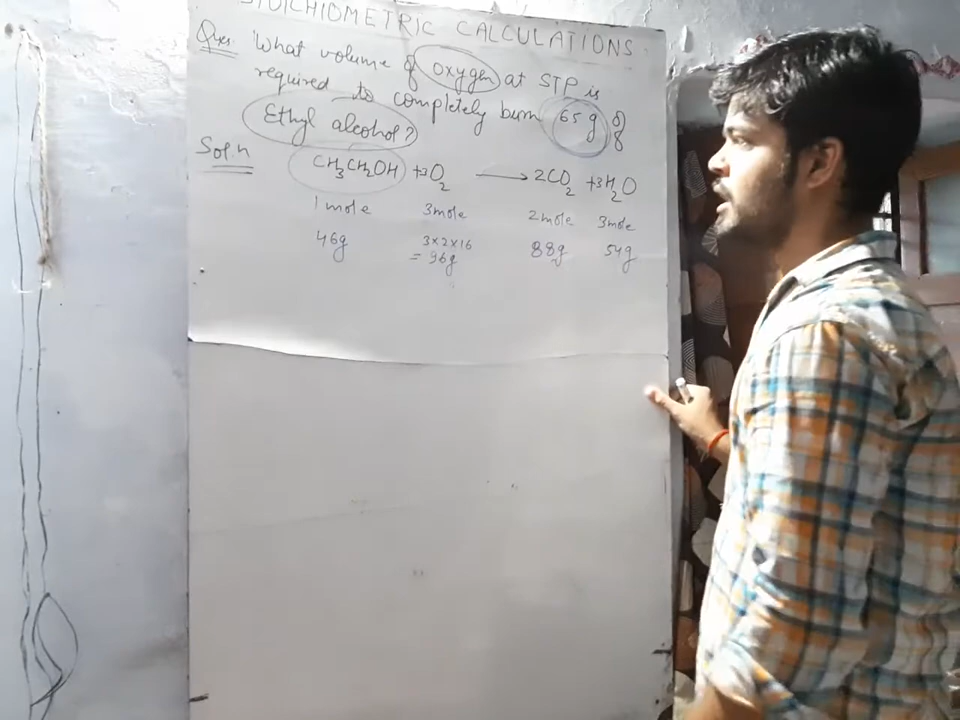 STOICHIOMETRIC CALCULATIONS
Ques. What volume of oxygen at STP is
required to completely burn 65 g of
Ethyl alcohol?
Sol.n
CH3CH2OH + 3O2 → 2CO2 + 3H2O
1 mole 3 mole 2 mole 3 mole
46g 3×2×16 88g 54g
= 96g